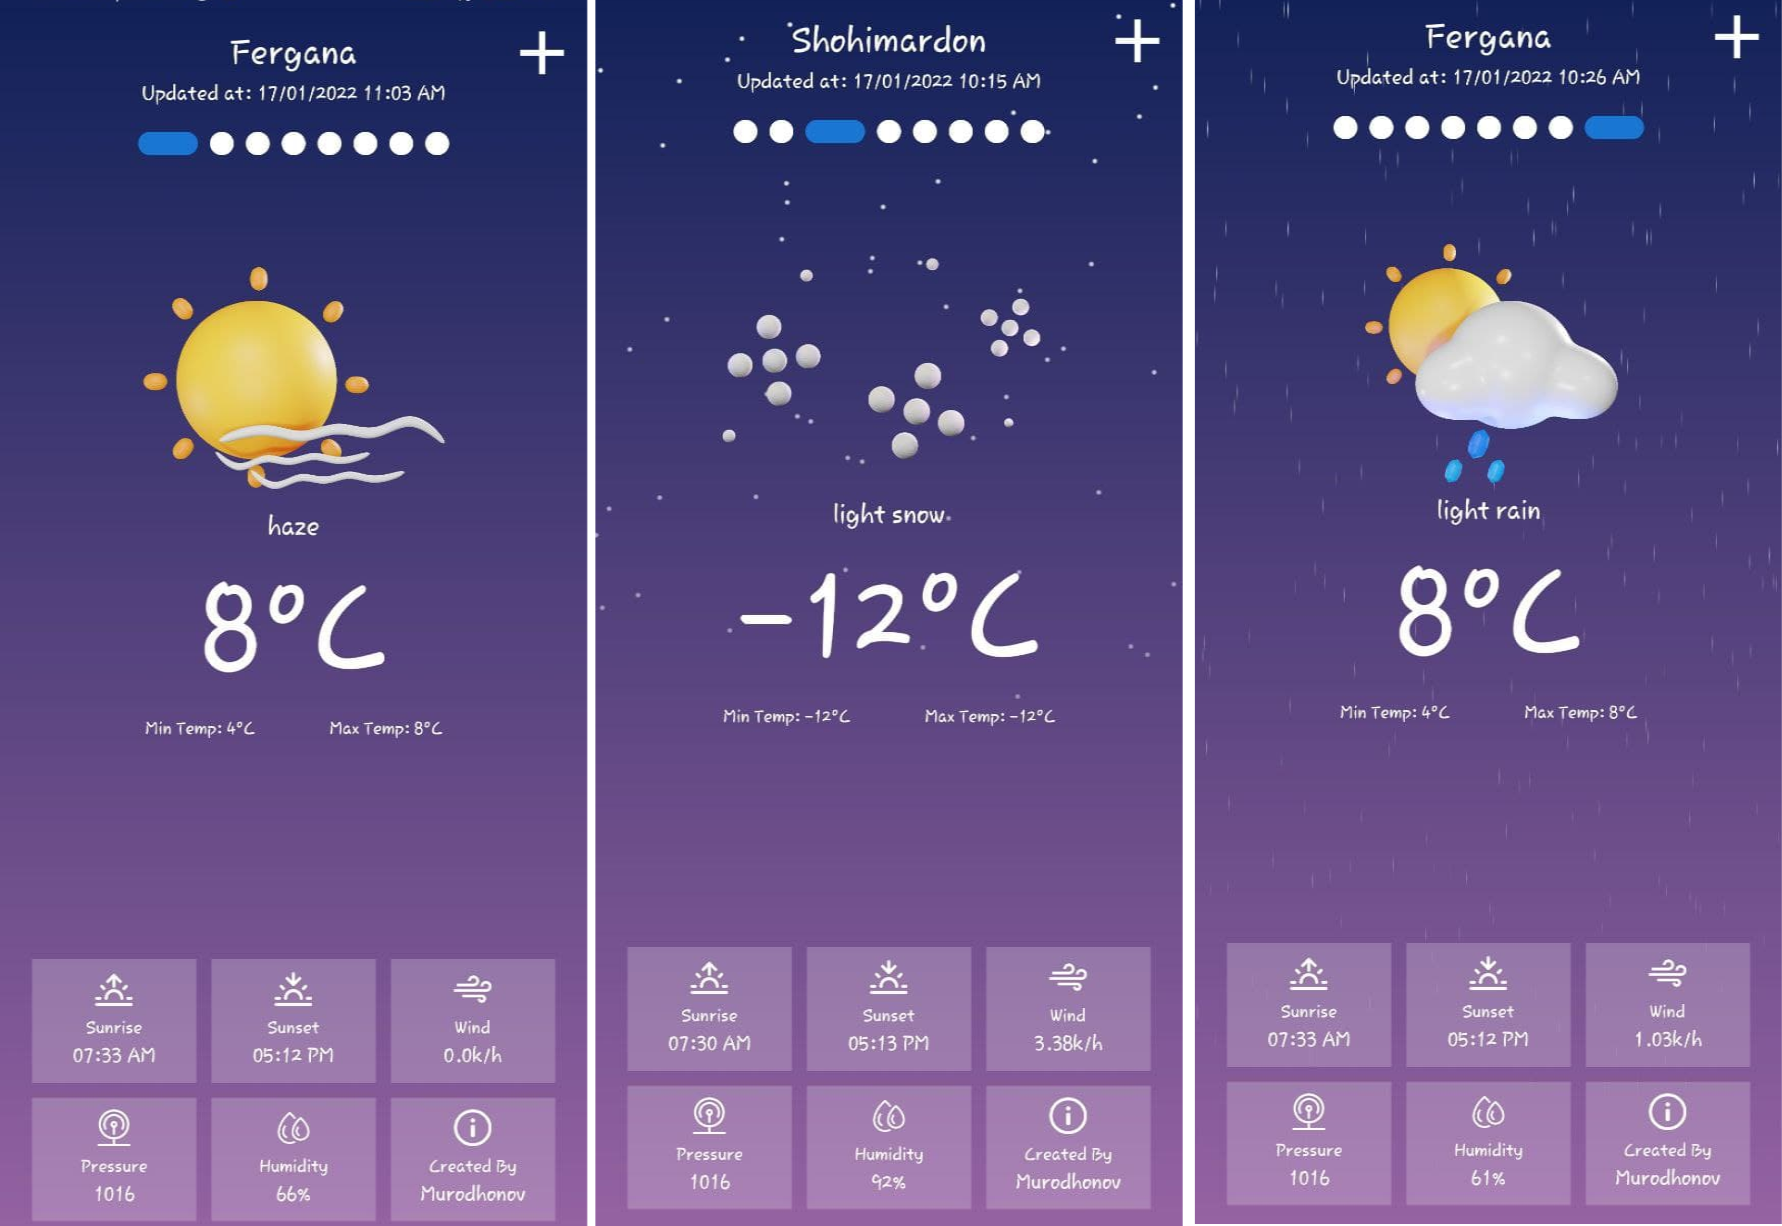 Fergana
Updated at: 17/01/2022 11:03 AM
haze
8°C
Min Temp: 4°C Max Temp: 8°C
Sunrise Sunset Wind
07:33 AM 05:12 PM 0.0k/h
Pressure Humidity Created By
1016 66% Murodhonov
Shohimardon
Updated at: 17/01/2022 10:15 AM
light snow
-12°C
Min Temp: -12°C Max Temp: -12°C
Sunrise Sunset Wind
07:30 AM 05:13 PM 3.38k/h
Pressure Humidity Created By
1016 92% Murodhonov
Fergana
Updated at: 17/01/2022 10:26 AM
light rain
8°C
Min Temp: 4°C Max Temp: 8°C
Sunrise Sunset Wind
07:33 AM 05:12 PM 1.03k/h
Pressure Humidity Created By
1016 61% Murodhonov